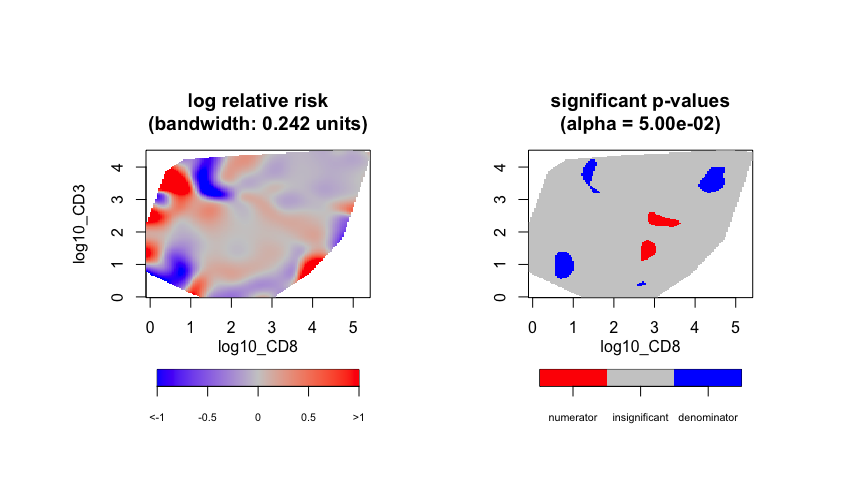 log relative risk
(bandwidth: 0.242 units)
log10_CD3
4
3
2
1
0
0 1 2 3 4 5
log10_CD8
<-1 -0.5 0 0.5 >1
significant p-values
(alpha = 5.00e-02)
4
3
2
1
0
0 1 2 3 4 5
log10_CD8
numerator insignificant denominator